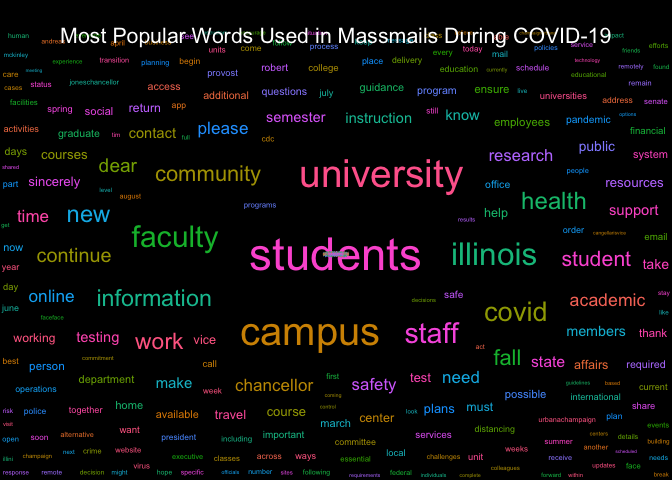 Most Popular Words Used in Massmails During COVID-19
human andreas april see come units process every today mail policies service impact friends efforts
mckinley experience transition planning begin robert college place delivery education currently schedule technology remotely found
care meeting cases status joneschancellor access provost questions july guidance program ensure live educational remain
facilities spring social return app additional semester instruction still know employees universities pandemic options address senate
activities graduate tim contact full please cdc research public financial
days courses dear community university office people system
shared part sincerely level august health resources
time new programs results help order support
get faculty cangellarisvice email
now continue students illinois student take
year
day online information decisions safe academic stay
june faceface covid like
working testing work vice campus staff act members thank
best person commitment call fall state affairs required
operations department make week chancellor first coming safety test need possible guidelines based international current
risk police together home available travel course control march center look plans must urbanachampaign plan share
visit
open soon alternative want president including important committee services distancing summer centers another details events building
illini champaign next crime website virus executive classes across ways essential local challenges unit weeks receive updates scheduled needs
response remote decision might hope specific officials number sites following requirements federal individuals complete colleagues forward within face break